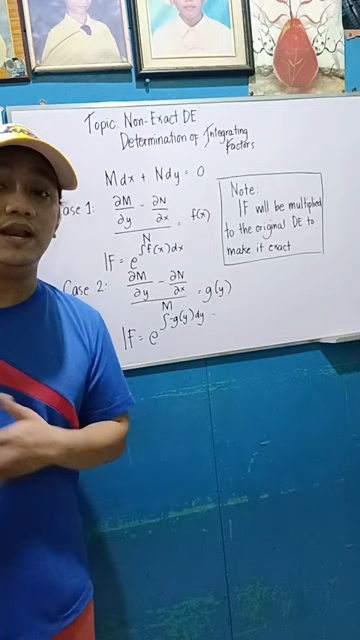 Topic: Non-Exact DE
Determination of Integrating Factors
Mdx + Ndy = 0
Case 1: (∂M/∂y - ∂N/∂x)/N = f(x)
IF = e^∫f(x)dx
Case 2: (∂M/∂y - ∂N/∂x)/M = g(y)
IF = e^∫-g(y)dy
Note:
IF will be multiplied
to the original DE to
make it exact